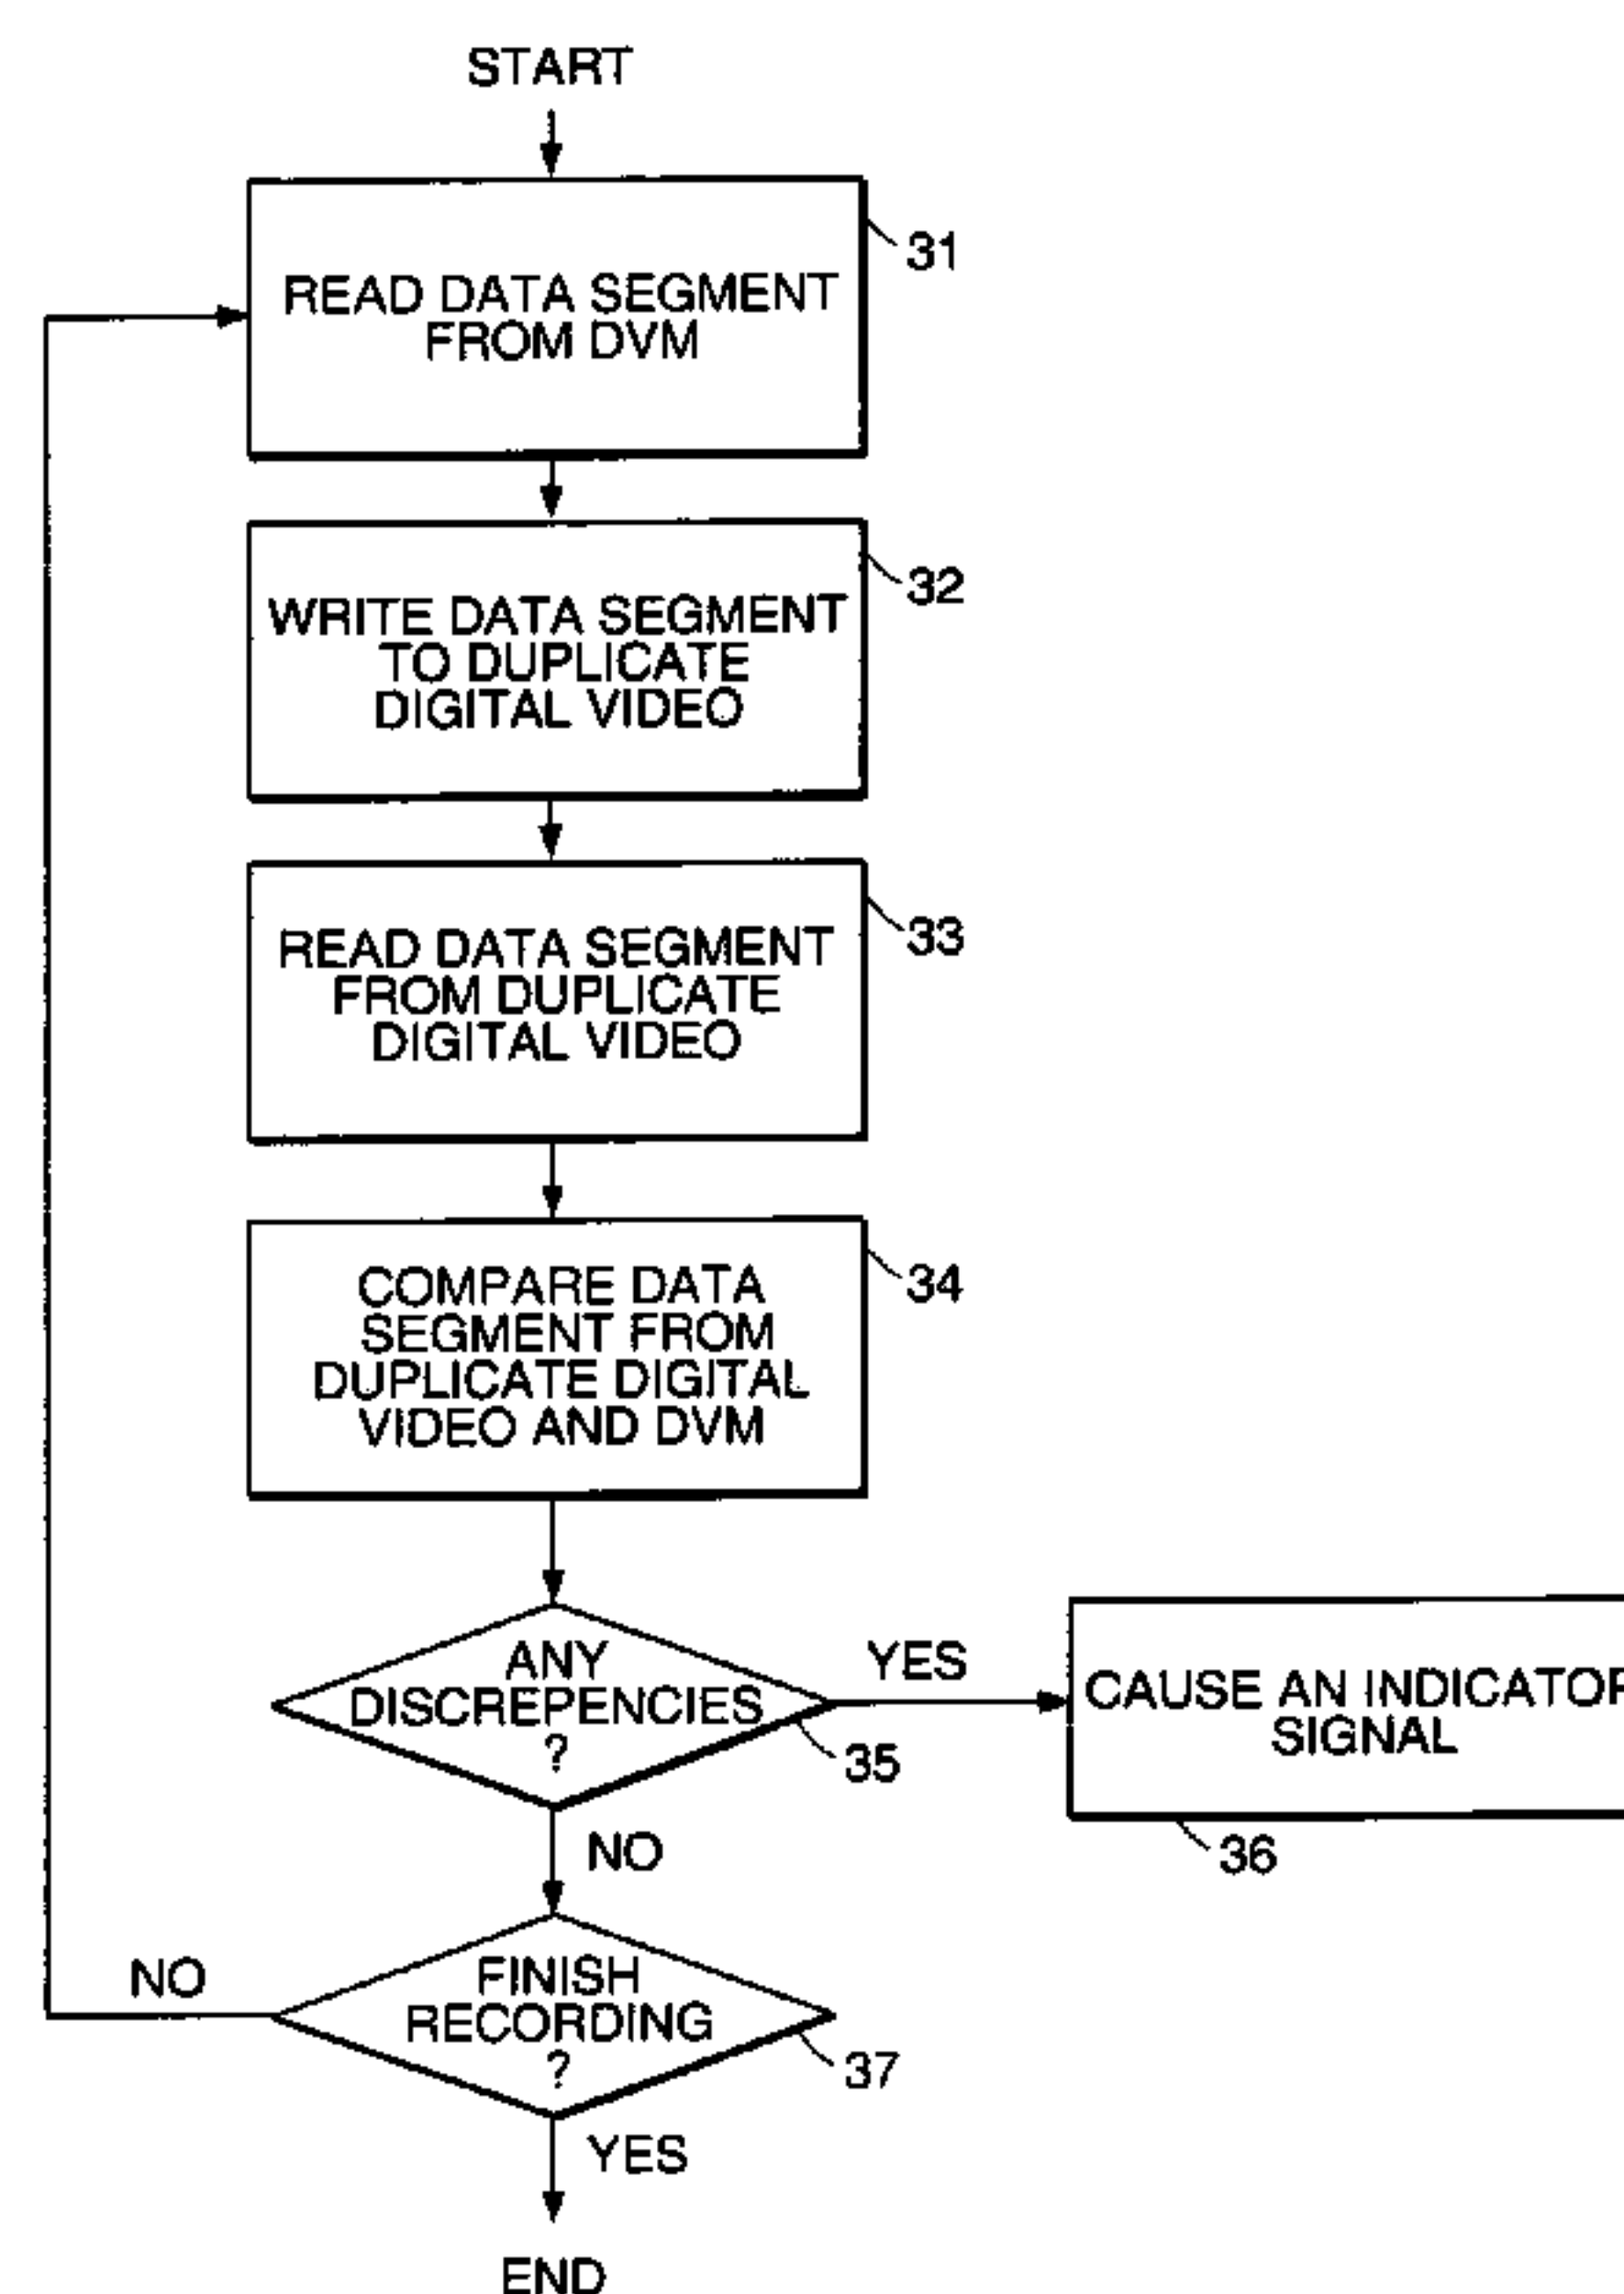 START
31
READ DATA SEGMENT
FROM DVM
32
WRITE DATA SEGMENT
TO DUPLICATE
DIGITAL VIDEO
33
READ DATA SEGMENT
FROM DUPLICATE
DIGITAL VIDEO
34
COMPARE DATA
SEGMENT FROM
DUPLICATE DIGITAL
VIDEO AND DVM
ANY
DISCREPENCIES
?
YES
35
CAUSE AN INDICATOR
SIGNAL
36
NO
NO
FINISH
RECORDING
?
37
YES
END